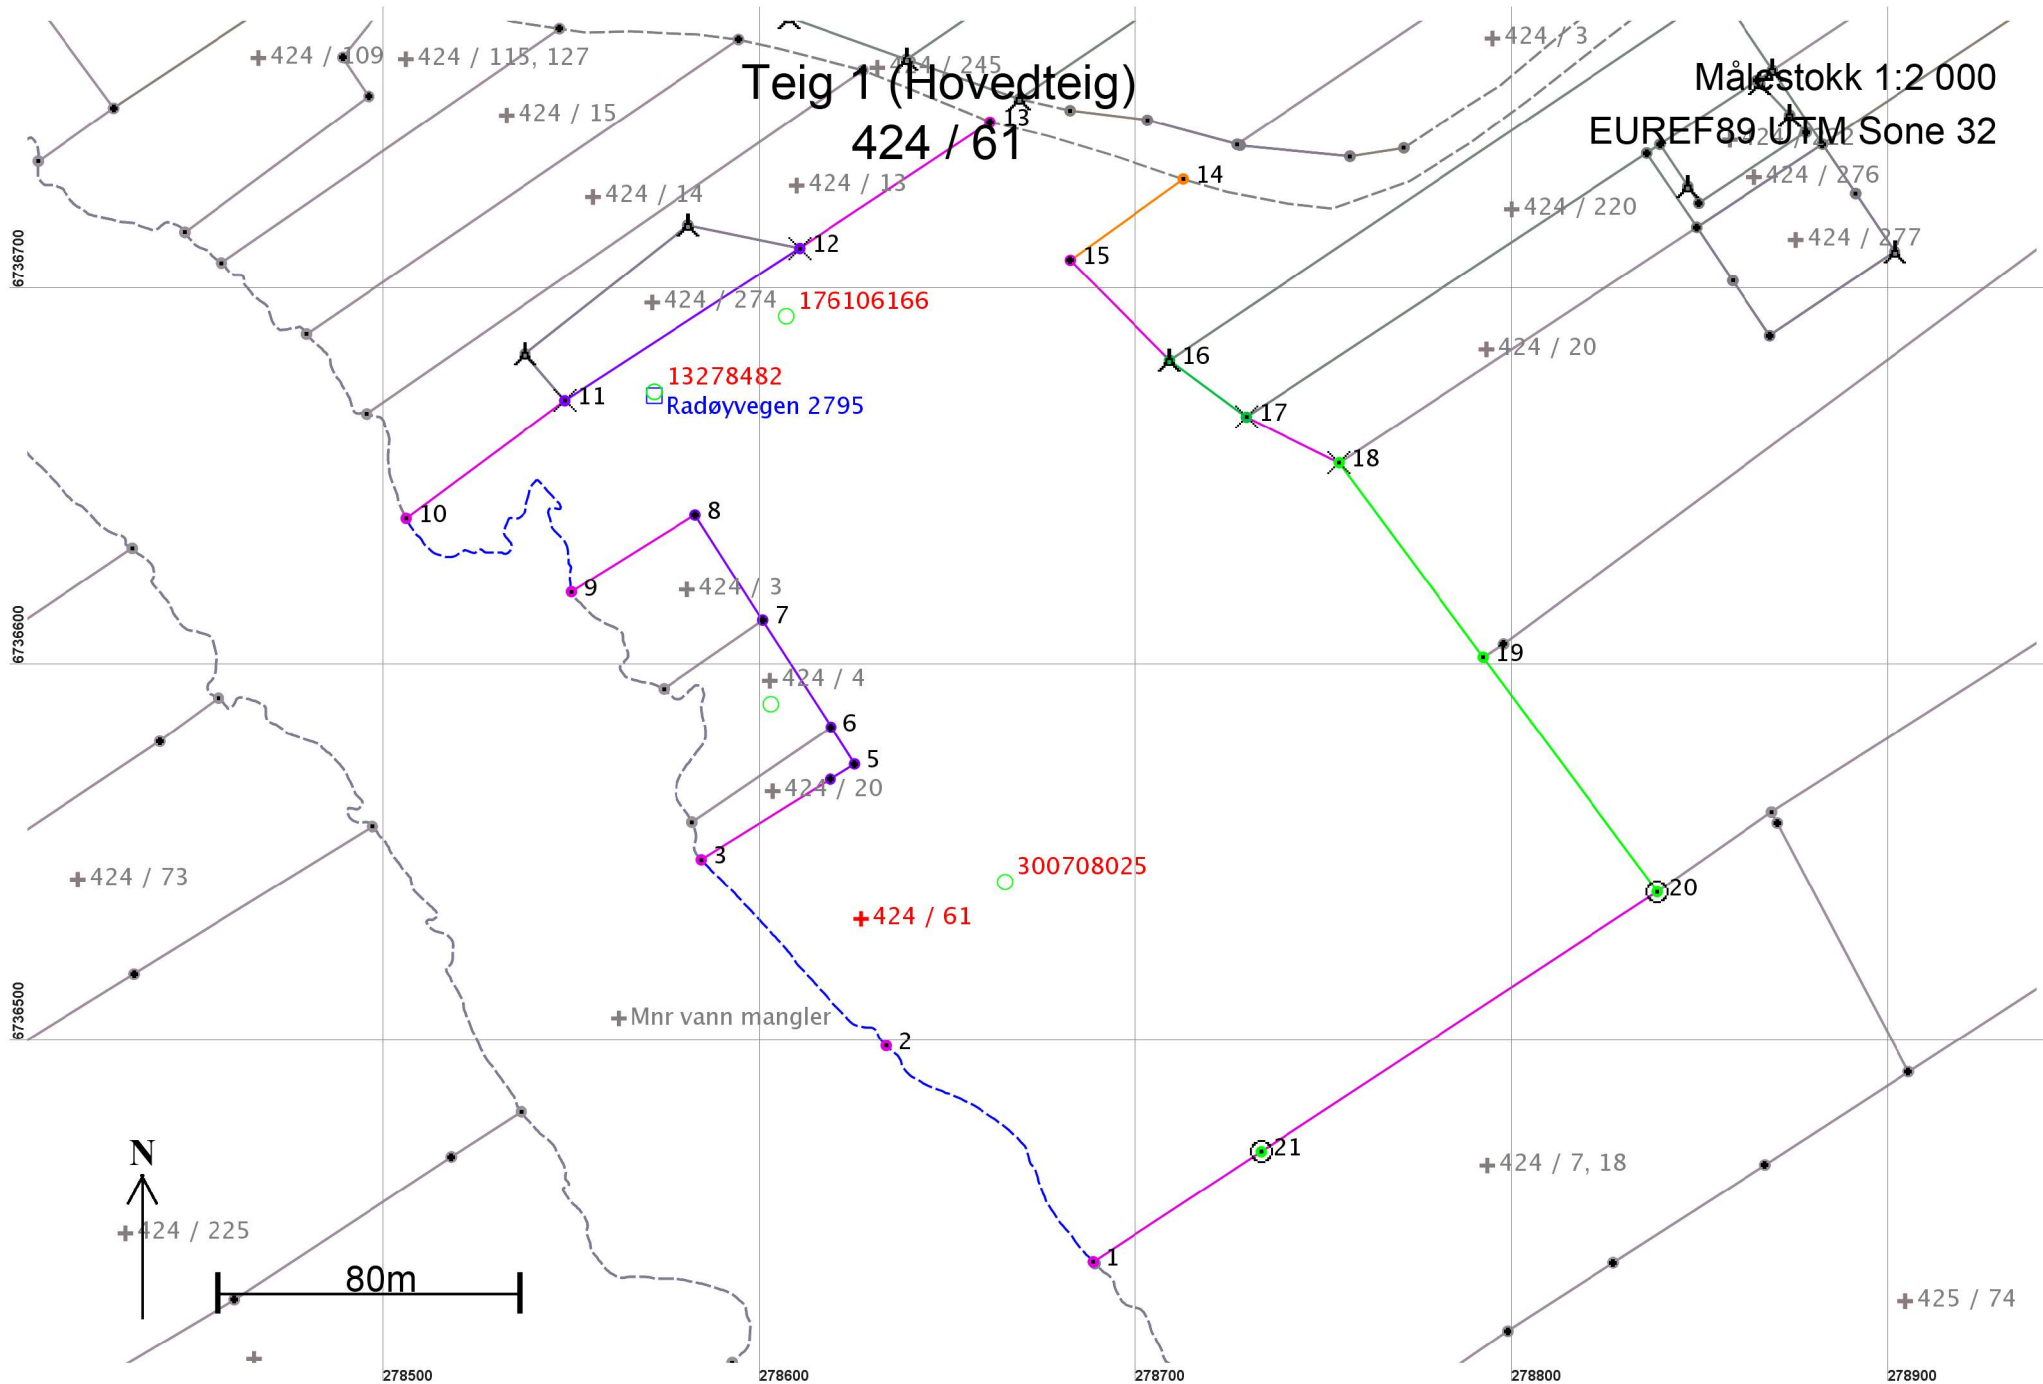 424 / 3
424 / 109
424 / 115, 127
424 / 245
Teig 1 (Hovedteig)
Målestokk 1:2 000
424 / 15
13
424 / 61
EUREF89 UTM Sone 32
14
424 / 276
424 / 13
424 / 14
424 / 220
12
424 / 277
15
6736700
424 / 274
176106166
424 / 20
16
13278482
11
Radøyvegen 2795
17
18
10
8
9
424 / 3
7
6736600
19
424 / 4
6
5
424 / 20
3
300708025
424 / 73
20
424 / 61
6736500
Mnr vann mangler
2
N
21
424 / 7, 18
424 / 225
1
80m
425 / 74
278500
278600
278700
278800
278900